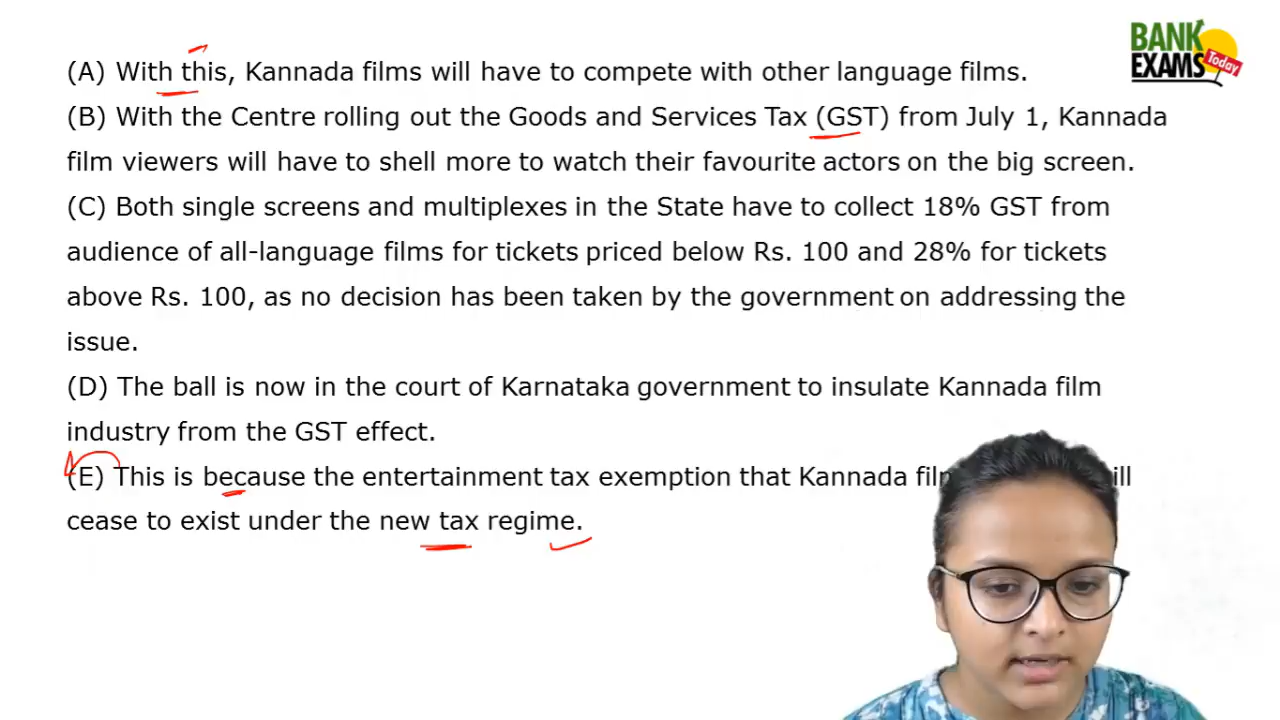 (A) With this, Kannada films will have to compete with other language films.
(B) With the Centre rolling out the Goods and Services Tax (GST) from July 1, Kannada
film viewers will have to shell more to watch their favourite actors on the big screen.
(C) Both single screens and multiplexes in the State have to collect 18% GST from
audience of all-language films for tickets priced below Rs. 100 and 28% for tickets
above Rs. 100, as no decision has been taken by the government on addressing the
issue.
(D) The ball is now in the court of Karnataka government to insulate Kannada film
industry from the GST effect.
(E) This is because the entertainment tax exemption that Kannada
cease to exist under the new tax regime.
BANK
EXAMS Today